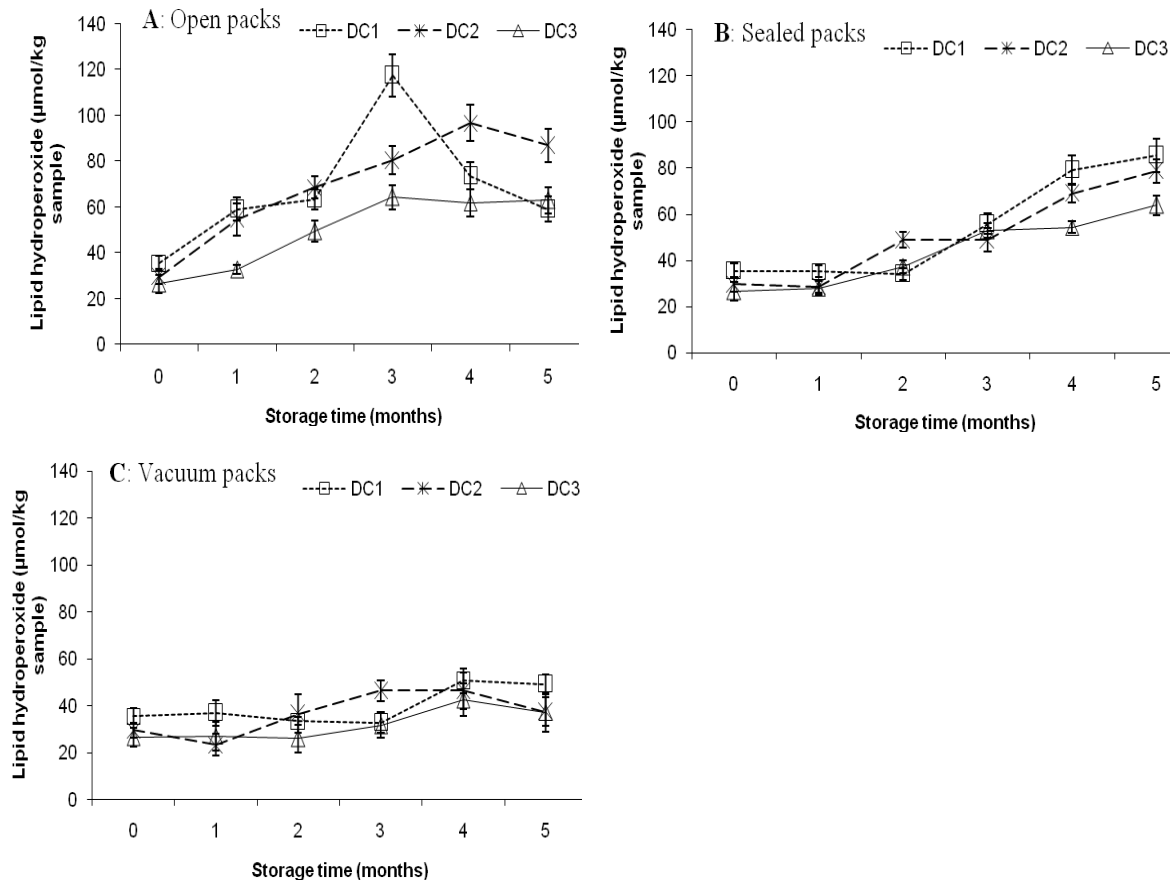 A: Open packs
DC1 DC2 DC3
140
120
100
80
60
40
20
0
Lipid hydroperoxide (µmol/kg
sample)
0 1 2 3 4 5
Storage time (months)
B: Sealed packs
DC1 DC2 DC3
140
120
100
80
60
40
20
0
Lipid hydroperoxide (µmol/kg
sample)
0 1 2 3 4 5
Storage time (months)
C: Vacuum packs
DC1 DC2 DC3
140
120
100
80
60
40
20
0
Lipid hydroperoxide (µmol/kg
sample)
0 1 2 3 4 5
Storage time (months)